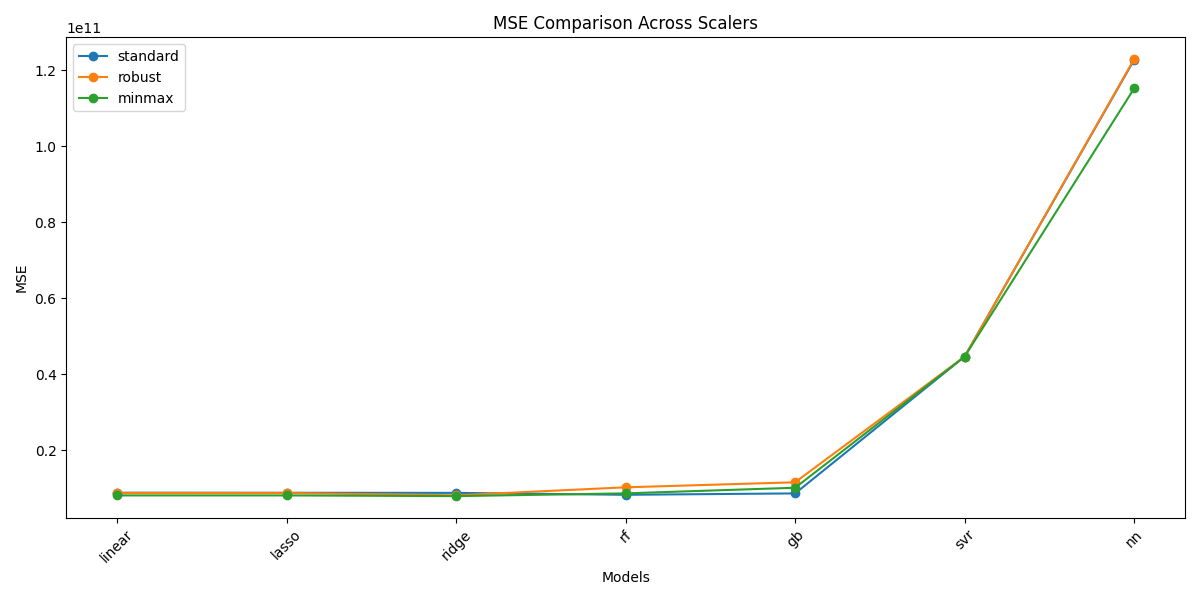 MSE Comparison Across Scalers
1e11
standard
robust
minmax
1.2
1.0
0.8
0.6
0.4
0.2
MSE
linear
lasso
ridge
rf
gb
svr
nn
Models